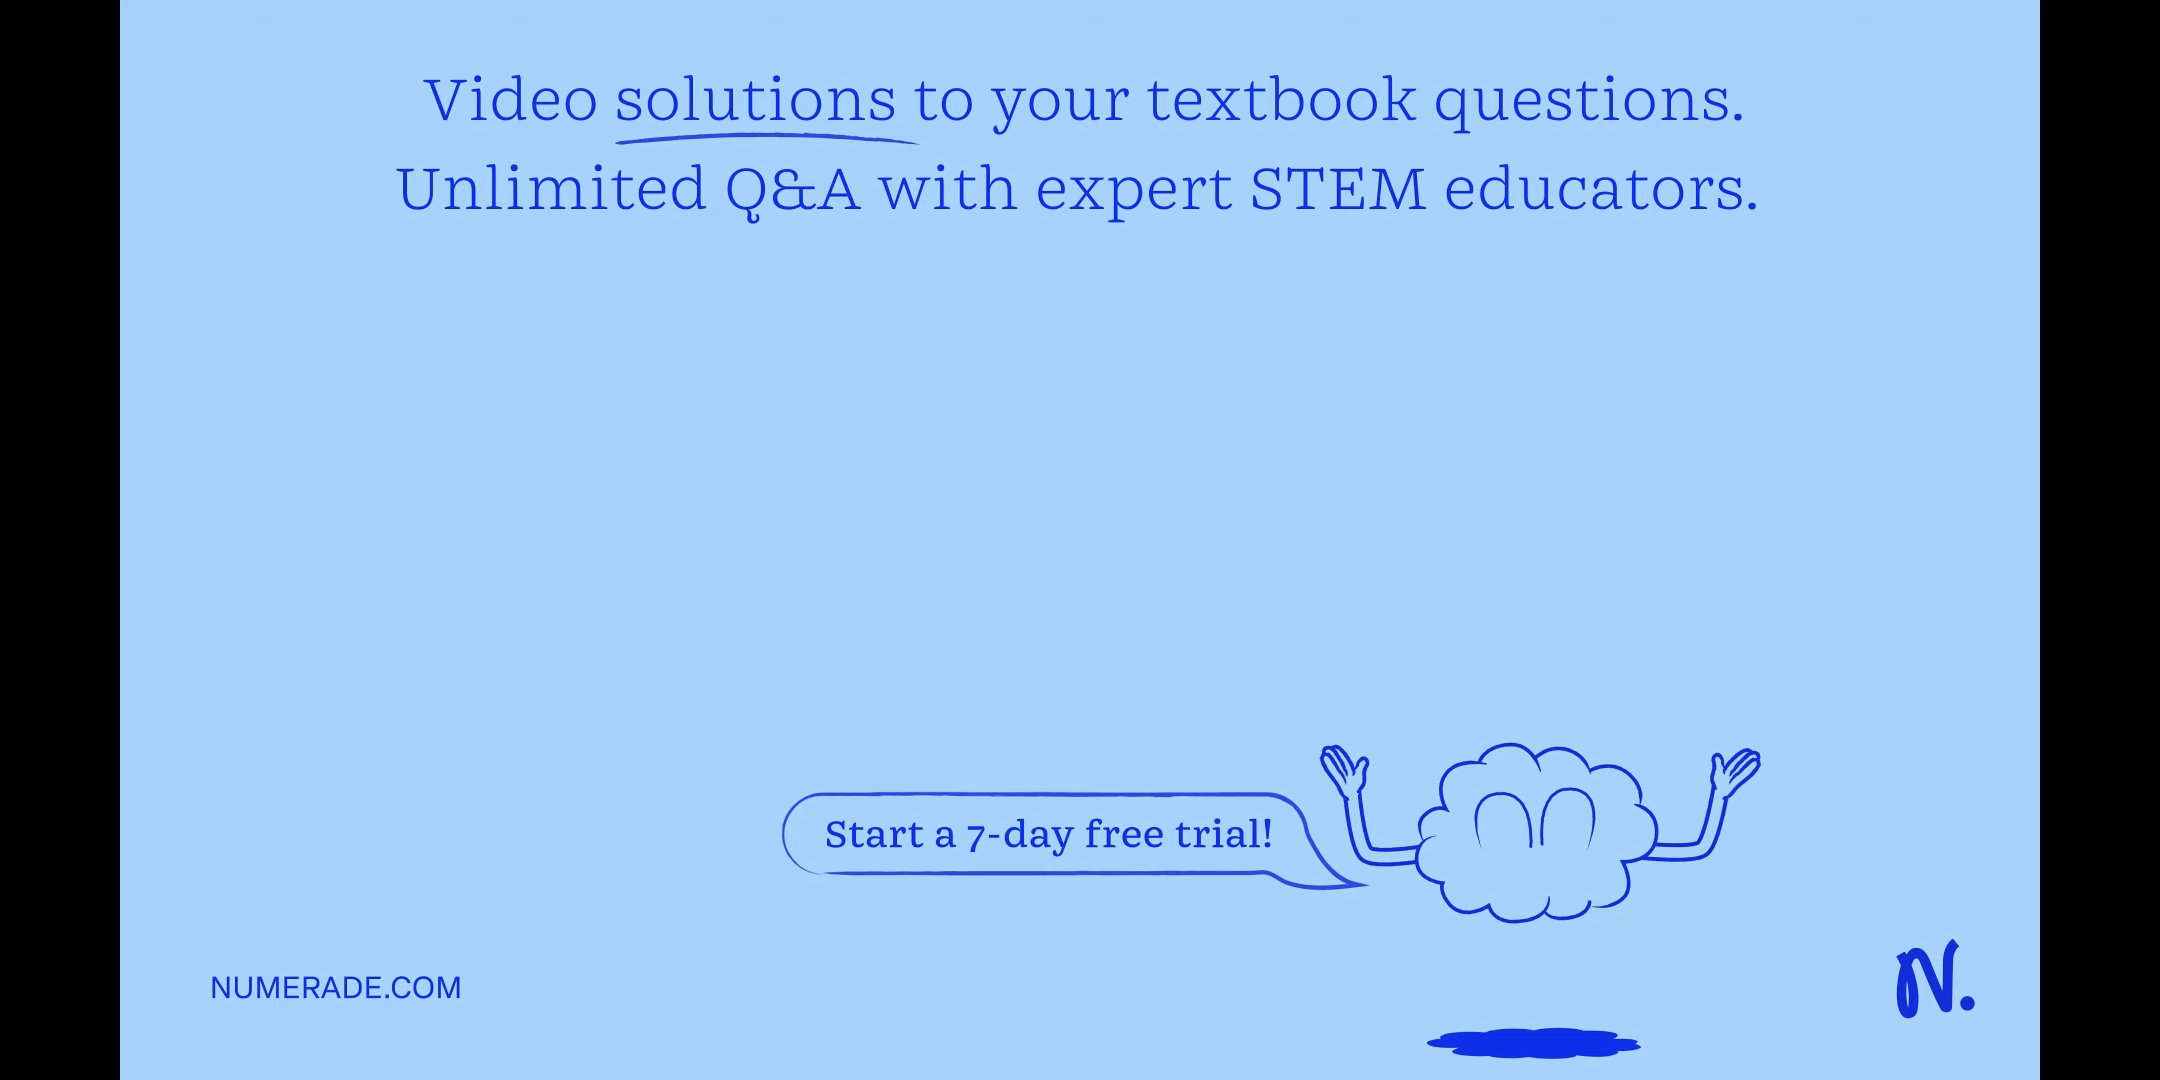 Video solutions to your textbook questions.
Unlimited Q&A with expert STEM educators.
Start a 7-day free trial!
NUMERADE.COM
N.